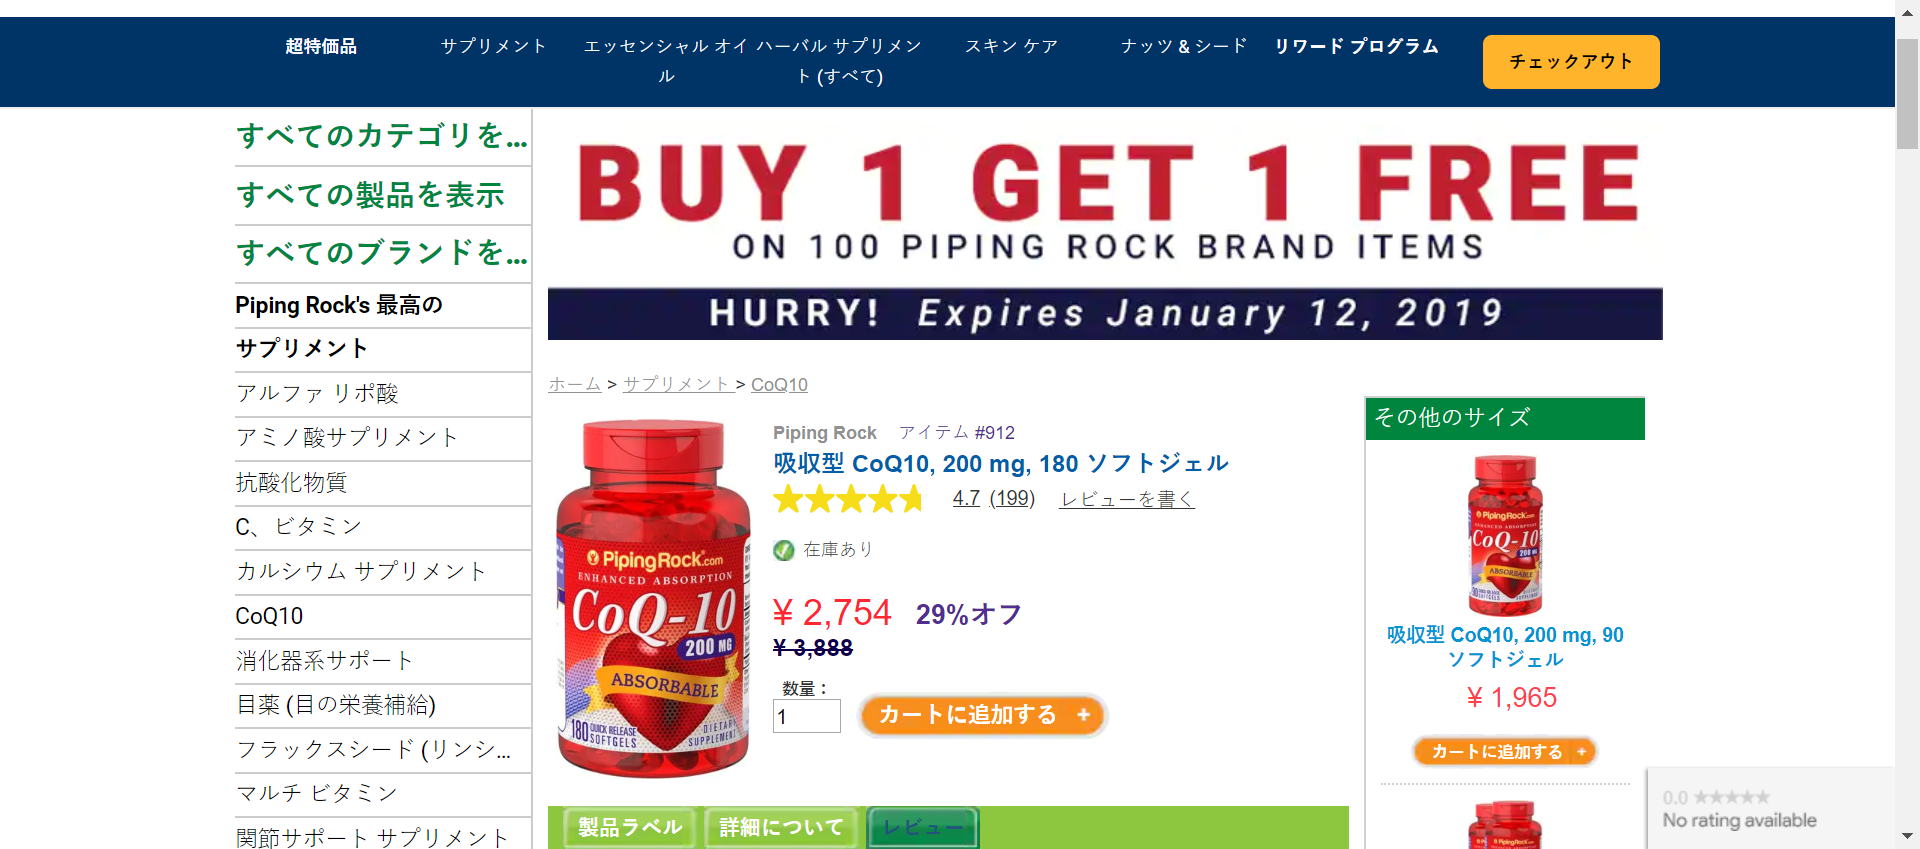 超特価品
サプリメント
エッセンシャル オイ
ル
ハーバル サプリメン
ト (すべて)
スキン ケア
ナッツ & シード
リワード プログラム
チェックアウト
すべてのカテゴリを...
すべての製品を表示
すべてのブランドを...
Piping Rock's 最高の
サプリメント
アルファ リポ酸
アミノ酸サプリメント
抗酸化物質
C、ビタミン
カルシウム サプリメント
CoQ10
消化器系サポート
目薬 (目の栄養補給)
フラックスシード (リンシ...
マルチ ビタミン
関節サポート サプリメント
BUY 1 GET 1 FREE
ON 100 PIPING ROCK BRAND ITEMS
HURRY! Expires January 12, 2019
ホーム > サプリメント > CoQ10
PipingRock.com
ENHANCED ABSORPTION
CoQ-10
200 MG
ABSORBABLE
180 QUICK RELEASE
SOFTGELS
DIETARY
SUPPLEMENT
Piping Rock アイテム #912
吸収型 CoQ10, 200 mg, 180 ソフトジェル
4.7 (199) レビューを書く
在庫あり
¥ 2,754 29%オフ
¥ 3,888
数量：
1
カートに追加する +
製品ラベル
詳細について
レビュー
その他のサイズ
PipingRock.com
ENHANCED ABSORPTION
CoQ-10
200 MG
ABSORBABLE
吸収型 CoQ10, 200 mg, 90
ソフトジェル
¥ 1,965
カートに追加する +
0.0 ★★★★★
No rating available